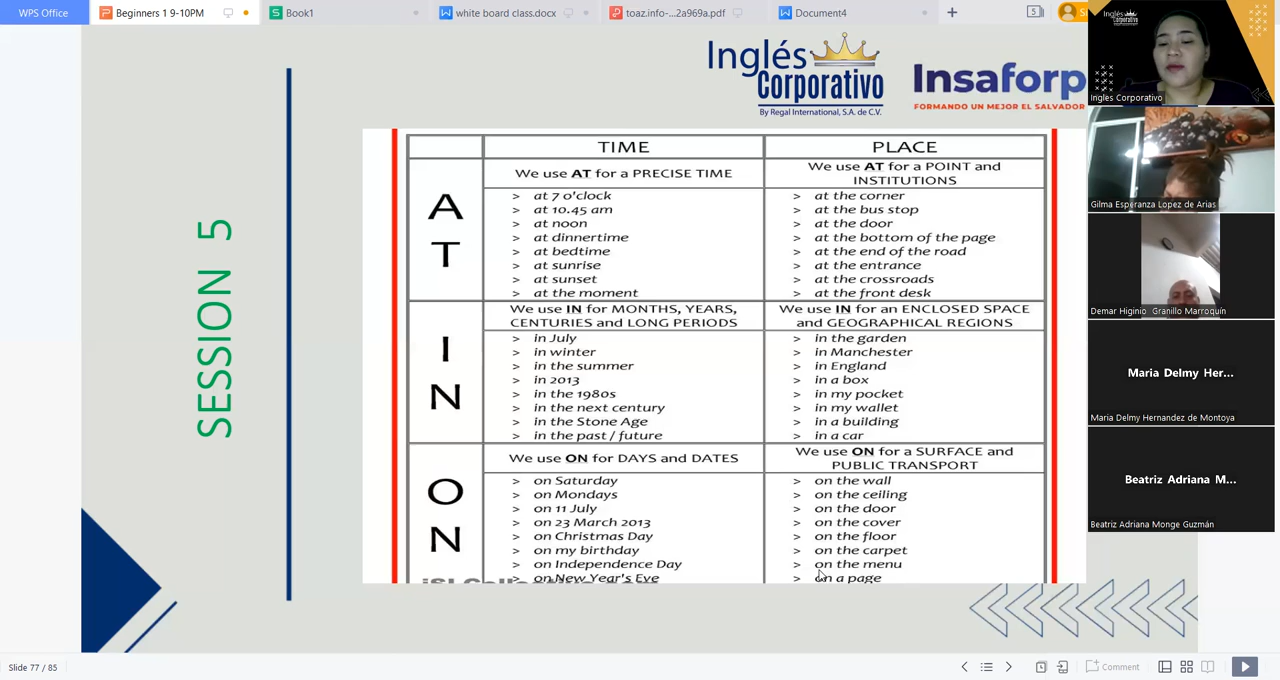 WPS Office
Beginners 1 9-10PM
Book1
white board class.docx
toaz.info-...2a969a.pdf
Document4
5
Inglés
Corporativo
By Regal International, S.A. de C.V.
Insaforp
FORMANDO UN MEJOR EL SALVADOR
SESSION 5
TIME
PLACE
AT
We use AT for a PRECISE TIME
> at 7 o'clock
> at 10.45 am
> at noon
> at dinnertime
> at bedtime
> at sunrise
> at sunset
> at the moment
We use AT for a POINT and
INSTITUTIONS
> at the corner
> at the bus stop
> at the door
> at the bottom of the page
> at the end of the road
> at the entrance
> at the crossroads
> at the front desk
IN
We use IN for MONTHS, YEARS,
CENTURIES and LONG PERIODS
> in July
> in winter
> in the summer
> in 2013
> in the 1980s
> in the next century
> in the Stone Age
> in the past / future
We use IN for an ENCLOSED SPACE
and GEOGRAPHICAL REGIONS
> in the garden
> in Manchester
> in England
> in a box
> in my pocket
> in my wallet
> in a building
> in a car
ON
We use ON for DAYS and DATES
> on Saturday
> on Mondays
> on 11 July
> on 23 March 2013
> on Christmas Day
> on my birthday
> on Independence Day
> on New Year's Eve
We use ON for a SURFACE and
PUBLIC TRANSPORT
> on the wall
> on the ceiling
> on the door
> on the cover
> on the floor
> on the carpet
> on the menu
> on a page
Inglés
Corporativo
Ingles Corporativo
Gilma Esperanza Lopez de Arias
Demar Higinio Granillo Marroquín
Maria Delmy Her...
Maria Delmy Hernandez de Montoya
Beatriz Adriana M...
Beatriz Adriana Monge Guzmán
Slide 77 / 85
Comment